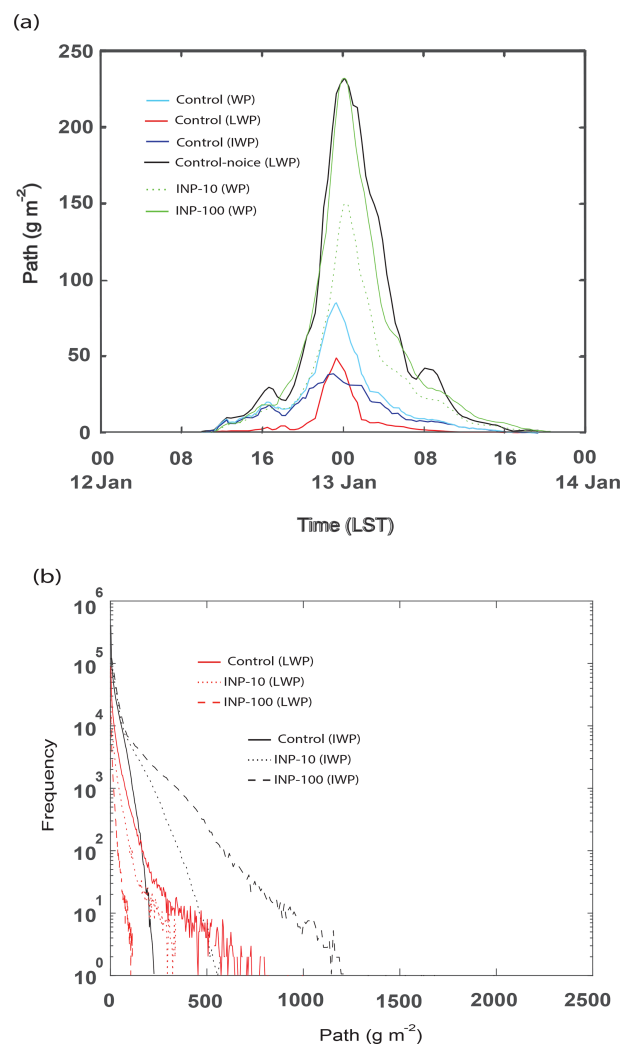 (a)
250
200
150
100
50
0
Path (g m⁻²)
Control (WP)
Control (LWP)
Control (IWP)
Control-noice (LWP)
INP-10 (WP)
INP-100 (WP)
00 08 16 00 08 16 00
12 Jan 13 Jan 14 Jan
Time (LST)
(b)
10⁶
10⁵
10⁴
10³
10²
10¹
10⁰
Frequency
Control (LWP)
INP-10 (LWP)
INP-100 (LWP)
Control (IWP)
INP-10 (IWP)
INP-100 (IWP)
0 500 1000 1500 2000 2500
Path (g m⁻²)